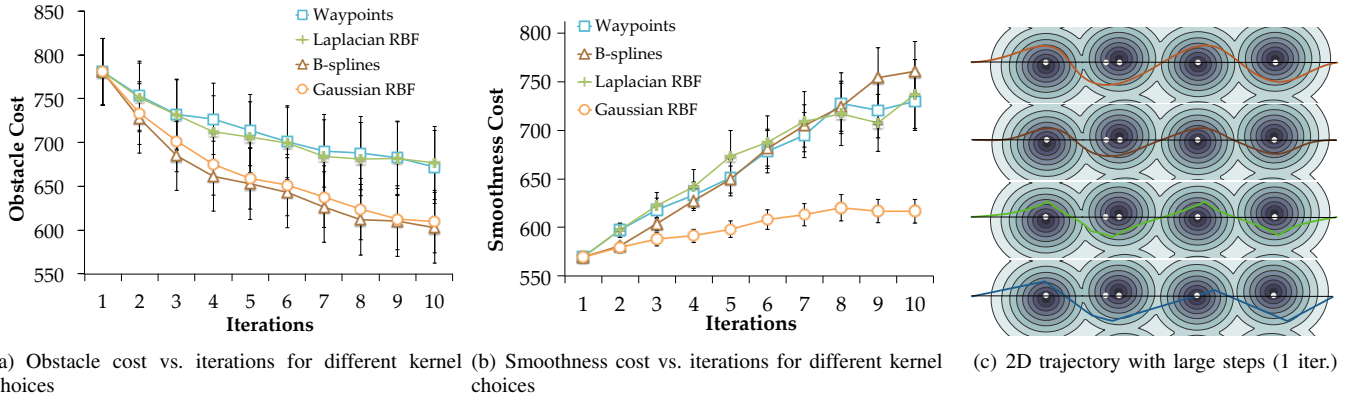 850
800
750
700
650
600
550
Obstacle Cost
Waypoints
Laplacian RBF
B-splines
Gaussian RBF
1 2 3 4 5 6 7 8 9 10
Iterations
800
750
700
650
600
550
Smoothness Cost
Waypoints
B-splines
Laplacian RBF
Gaussian RBF
1 2 3 4 5 6 7 8 9 10
Iterations
a) Obstacle cost vs. iterations for different kernel
hoices
(b) Smoothness cost vs. iterations for different kernel
choices
(c) 2D trajectory with large steps (1 iter.)